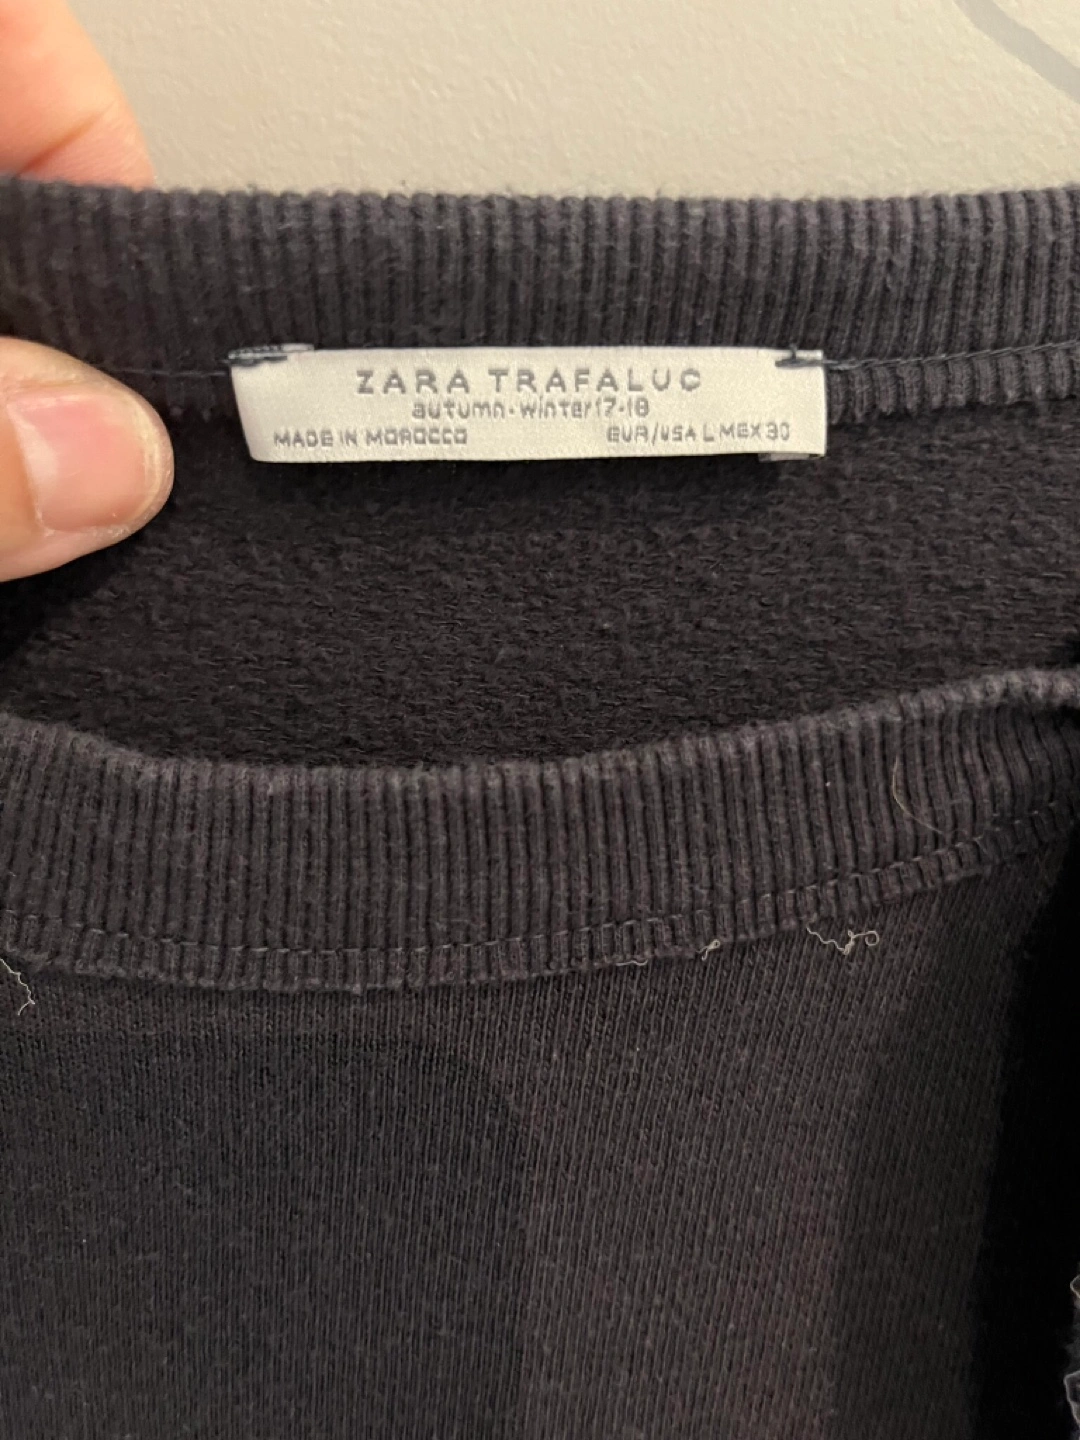 ZARA TRAFALUC
autumn-winter17-18
MADE IN MOROCCO EUR/USA L MEX 30